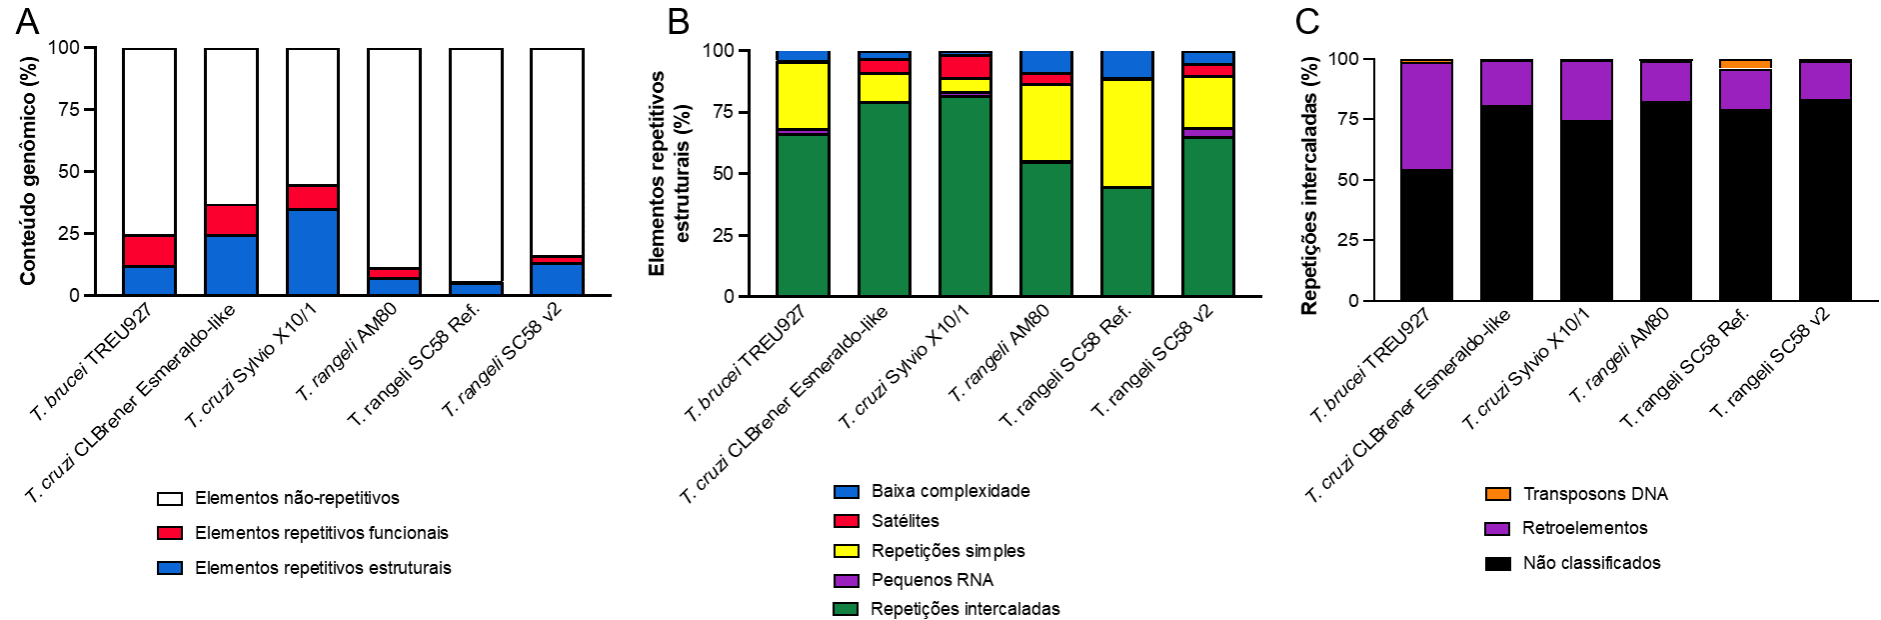 A
Conteúdo genômico (%)
100
75
50
25
0
T. brucei TREU927
T. cruzi CLBrener Esmeraldo-like
T. cruzi Sylvio X10/1
T. rangeli AM80
T. rangeli SC58 Ref.
T. rangeli SC58 v2
Elementos não-repetitivos
Elementos repetitivos funcionais
Elementos repetitivos estruturais
B
Elementos repetitivos
estruturais (%)
100
75
50
25
0
T. brucei TREU927
T. cruzi CLBrener Esmeraldo-like
T. cruzi Sylvio X10/1
T. rangeli AM80
T. rangeli SC58 Ref.
T. rangeli SC58 v2
Baixa complexidade
Satélites
Repetições simples
Pequenos RNA
Repetições intercaladas
C
Repetições intercaladas (%)
100
75
50
25
0
T. brucei TREU927
T. cruzi CLBrener Esmeraldo-like
T. cruzi Sylvio X10/1
T. rangeli AM80
T. rangeli SC58 Ref.
T. rangeli SC58 v2
Transposons DNA
Retroelementos
Não classificados